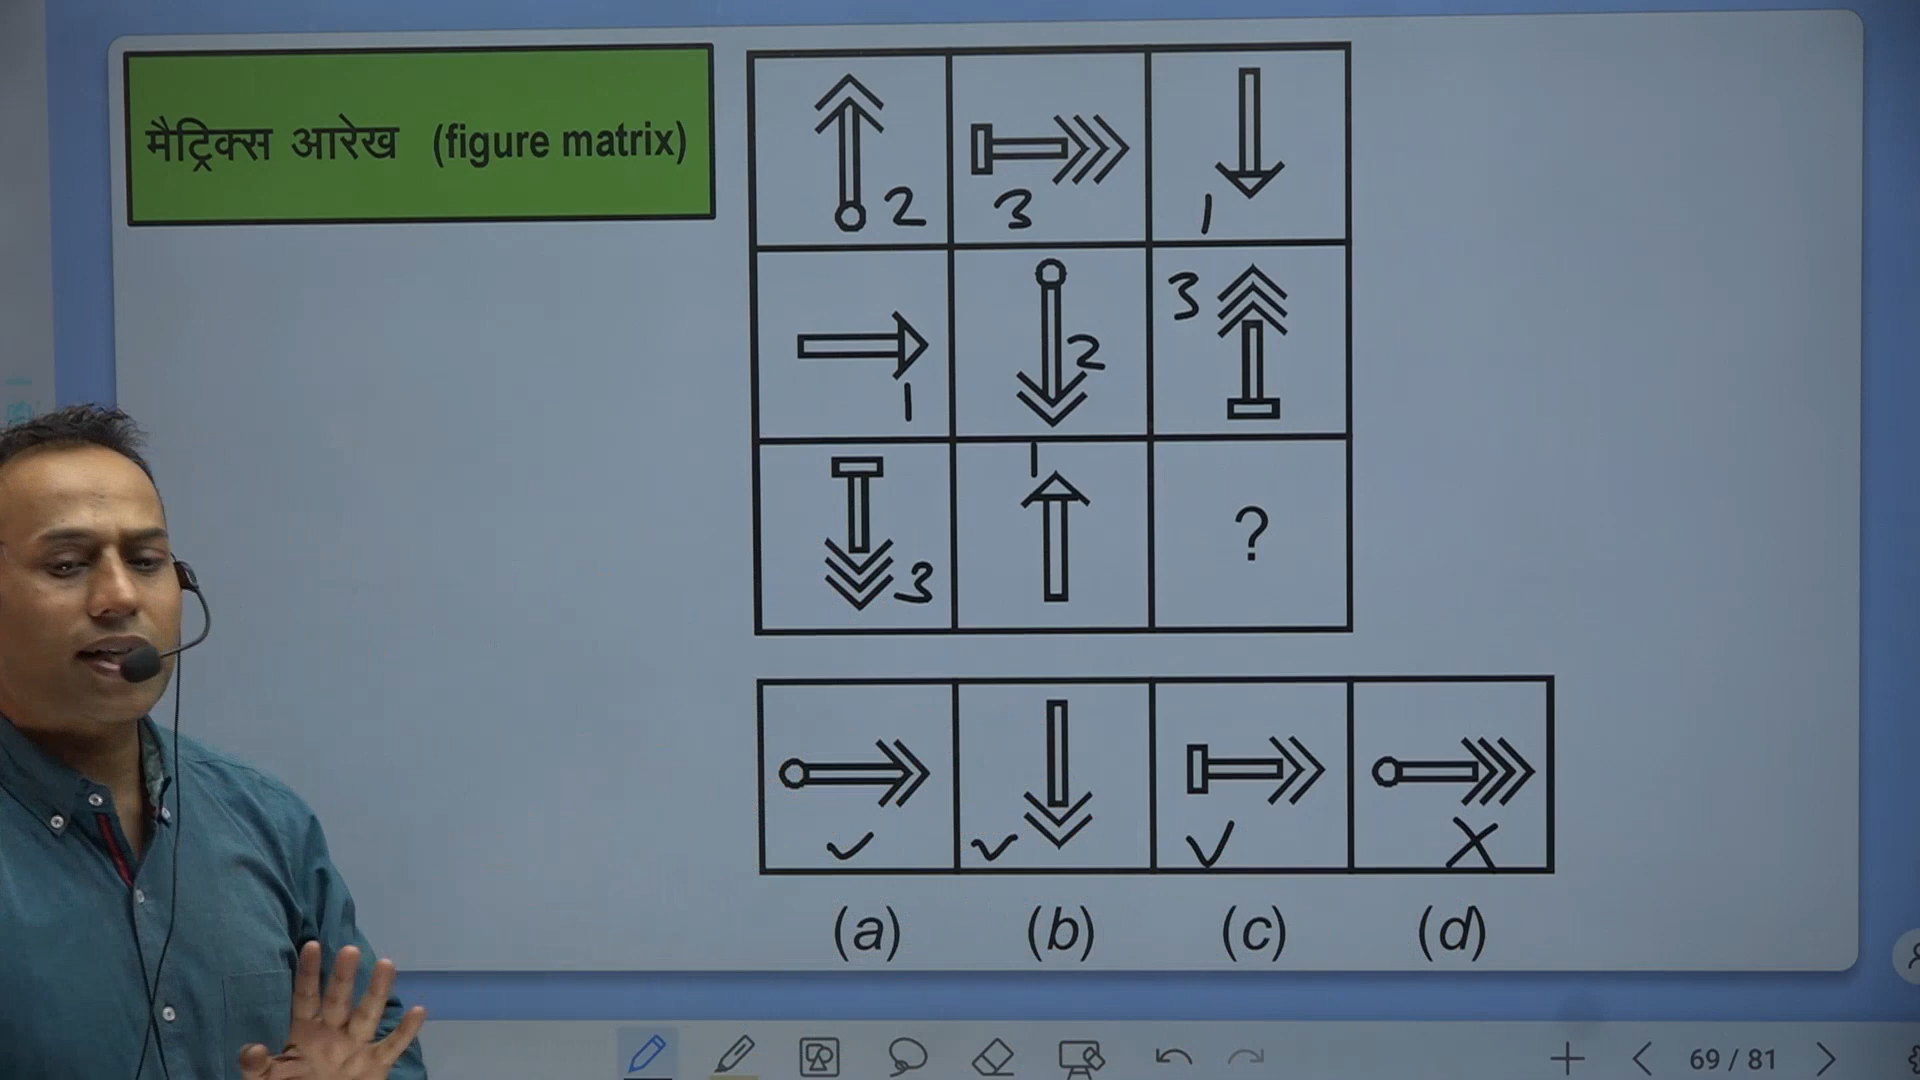 मैट्रिक्स आरेख (figure matrix)
2 3 1
1 2 3
3 1 ?
(a) (b) (c) (d)
69 / 81